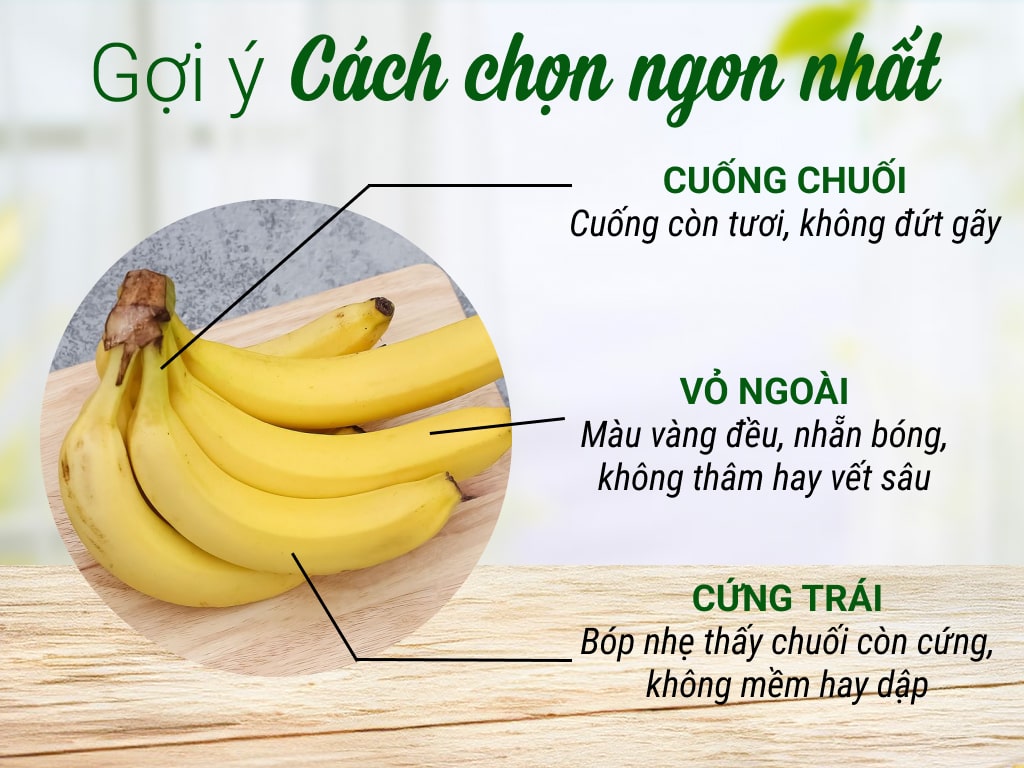 Gợi ý Cách chọn ngon nhất
CUỐNG CHUỐI
Cuống còn tươi, không đứt gãy
VỎ NGOÀI
Màu vàng đều, nhẵn bóng,
không thâm hay vết sâu
CỨNG TRÁI
Bóp nhẹ thấy chuối còn cứng,
không mềm hay dập